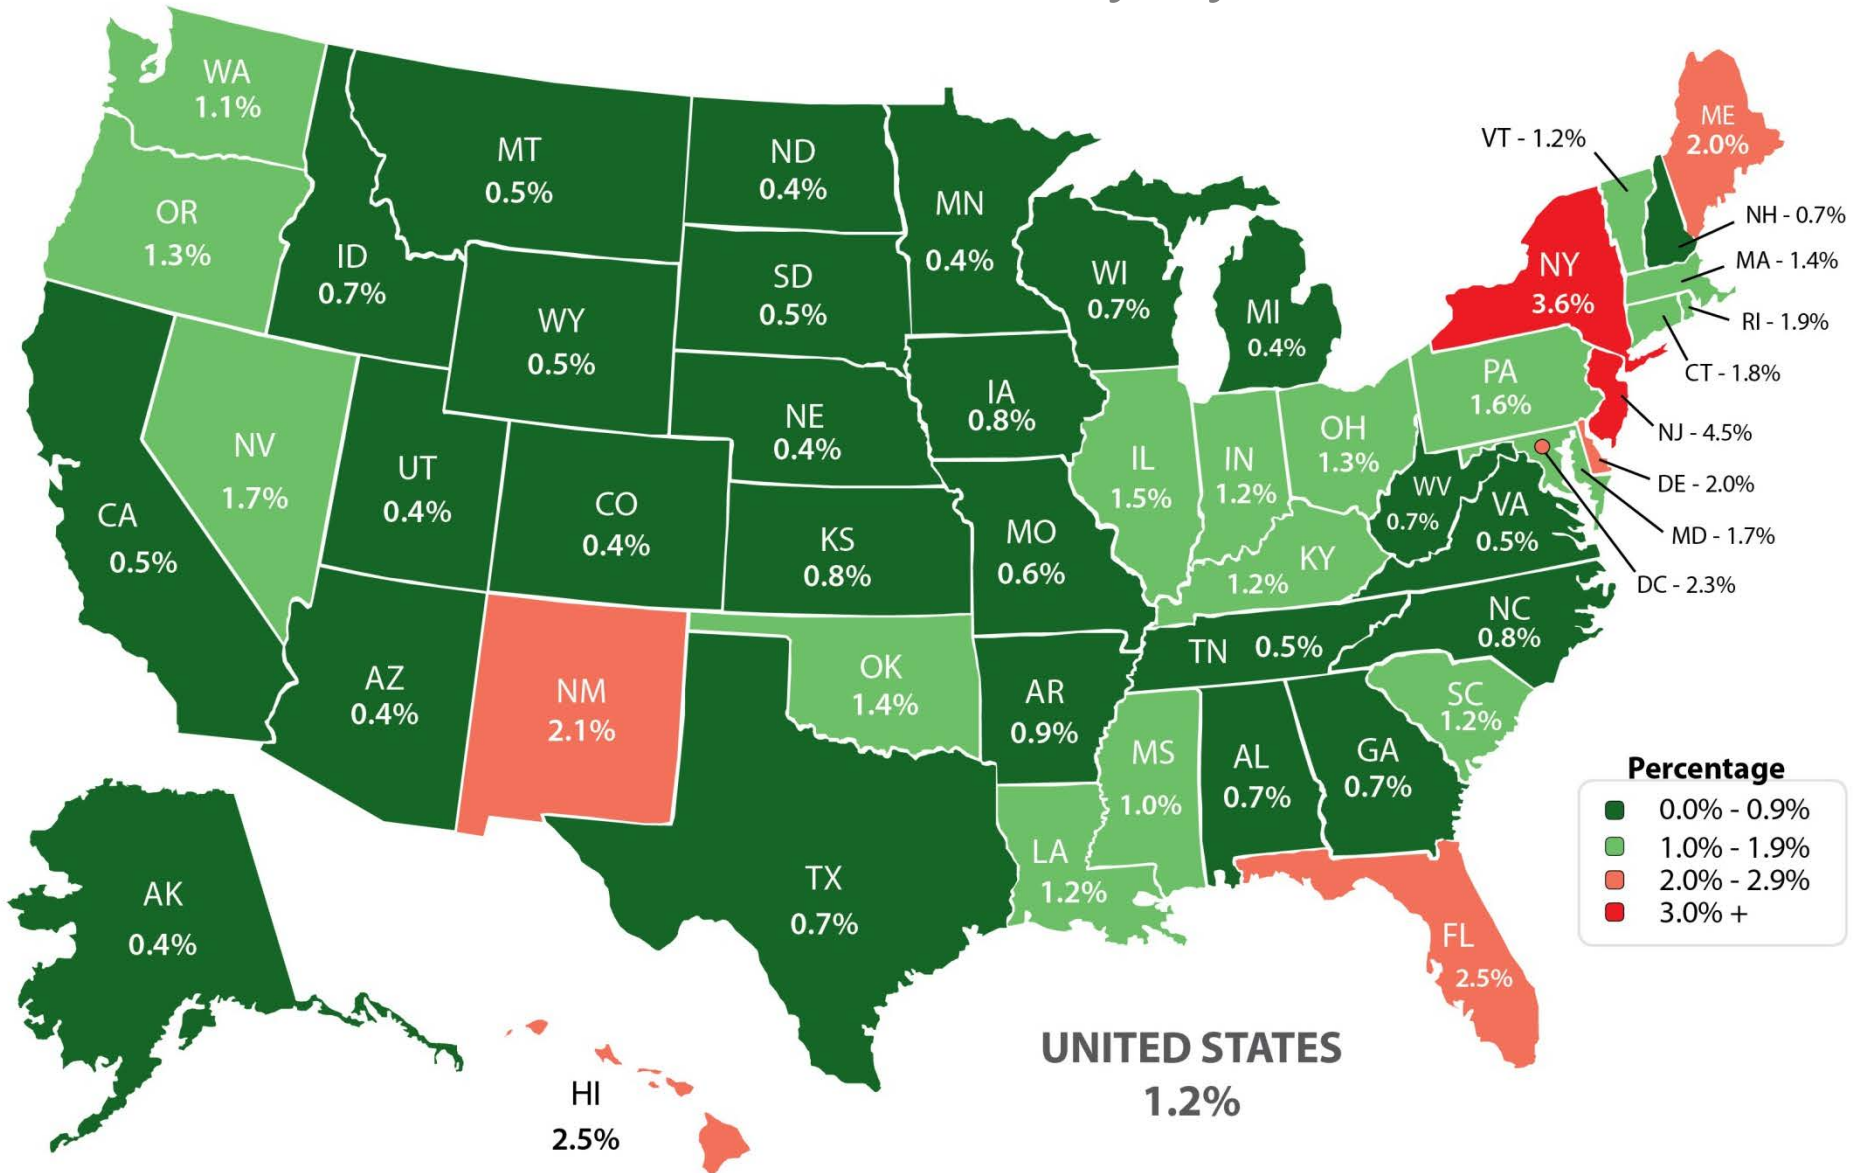 WA
1.1%
OR
1.3%
CA
0.5%
NV
1.7%
ID
0.7%
MT
0.5%
WY
0.5%
UT
0.4%
AZ
0.4%
CO
0.4%
NM
2.1%
ND
0.4%
SD
0.5%
NE
0.4%
KS
0.8%
OK
1.4%
TX
0.7%
MN
0.4%
IA
0.8%
MO
0.6%
AR
0.9%
LA
1.2%
WI
0.7%
IL
1.5%
MI
0.4%
IN
1.2%
OH
1.3%
KY
1.2%
TN 0.5%
MS
1.0%
AL
0.7%
GA
0.7%
FL
2.5%
SC
1.2%
NC
0.8%
VA
0.5%
WV
0.7%
PA
1.6%
NY
3.6%
ME
2.0%
VT - 1.2%
NH - 0.7%
MA - 1.4%
RI - 1.9%
CT - 1.8%
NJ - 4.5%
DE - 2.0%
MD - 1.7%
DC - 2.3%
AK
0.4%
HI
2.5%
UNITED STATES
1.2%
Percentage
0.0% - 0.9%
1.0% - 1.9%
2.0% - 2.9%
3.0% +